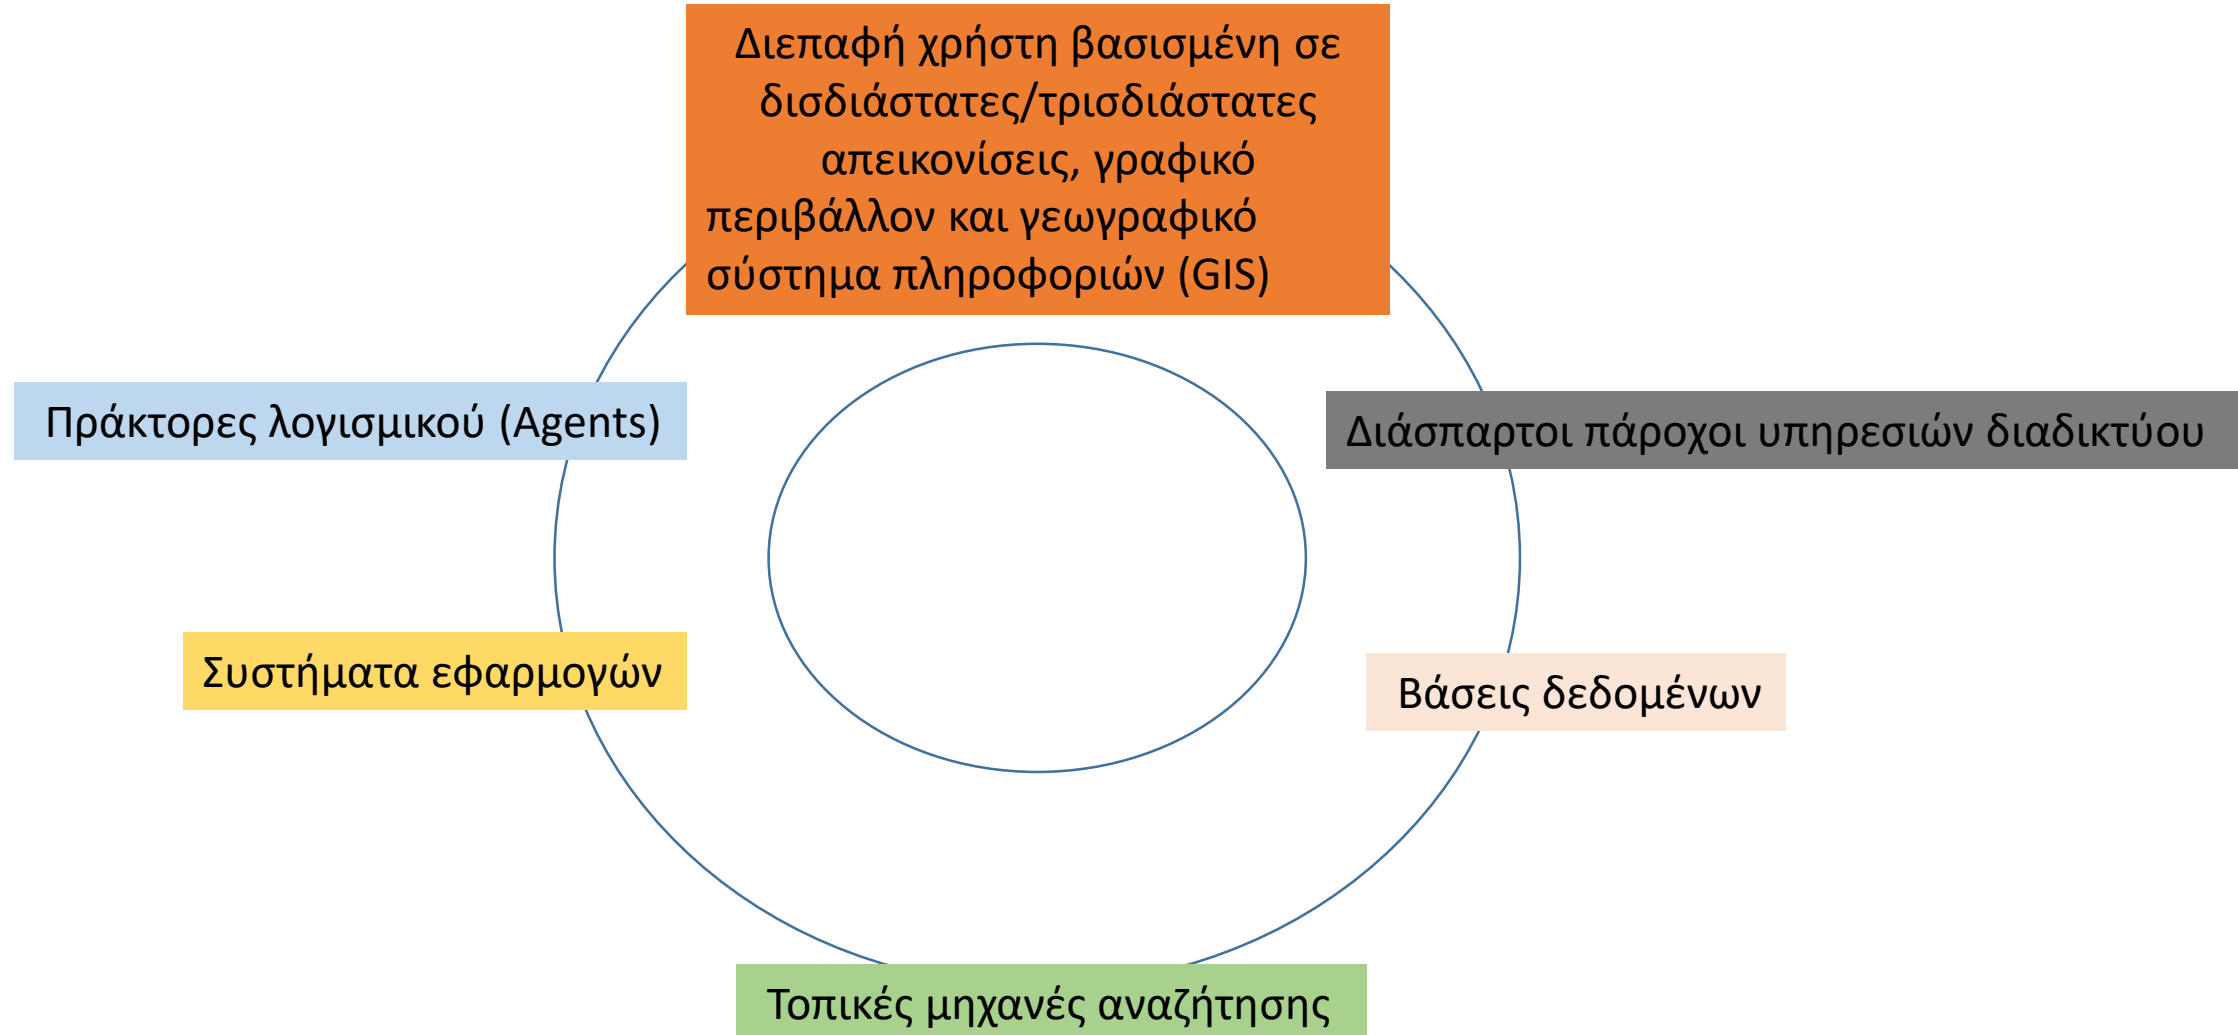 Διεπαφή χρήστη βασισμένη σε
δισδιάστατες/τρισδιάστατες
απεικονίσεις, γραφικό
περιβάλλον και γεωγραφικό
σύστημα πληροφοριών (GIS)
Πράκτορες λογισμικού (Agents)
Διάσπαρτοι πάροχοι υπηρεσιών διαδικτύου
Συστήματα εφαρμογών
Βάσεις δεδομένων
Τοπικές μηχανές αναζήτησης